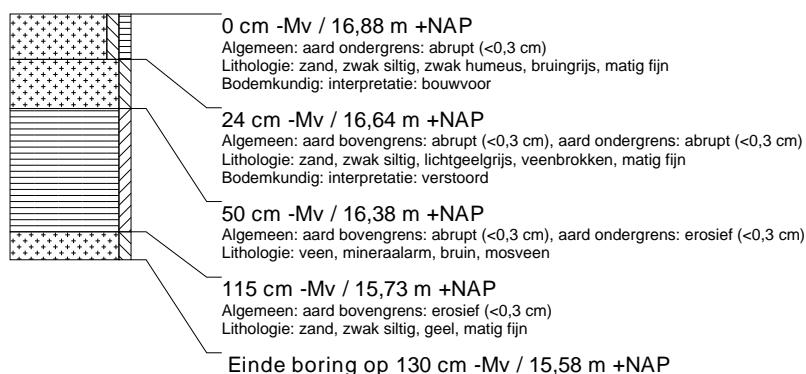 0 cm -Mv / 16,88 m +NAP
Algemeen: aard ondergrens: abrupt (<0,3 cm)
Lithologie: zand, zwak siltig, zwak humeus, bruingrijs, matig fijn
Bodemkundig: interpretatie: bouwvoor
24 cm -Mv / 16,64 m +NAP
Algemeen: aard bovengrens: abrupt (<0,3 cm), aard ondergrens: abrupt (<0,3 cm)
Lithologie: zand, zwak siltig, lichtgeelgrijs, veenbrokken, matig fijn
Bodemkundig: interpretatie: verstoord
50 cm -Mv / 16,38 m +NAP
Algemeen: aard bovengrens: abrupt (<0,3 cm), aard ondergrens: erosief (<0,3 cm)
Lithologie: veen, mineraalarm, bruin, mosveen
115 cm -Mv / 15,73 m +NAP
Algemeen: aard bovengrens: erosief (<0,3 cm)
Lithologie: zand, zwak siltig, geel, matig fijn
Einde boring op 130 cm -Mv / 15,58 m +NAP